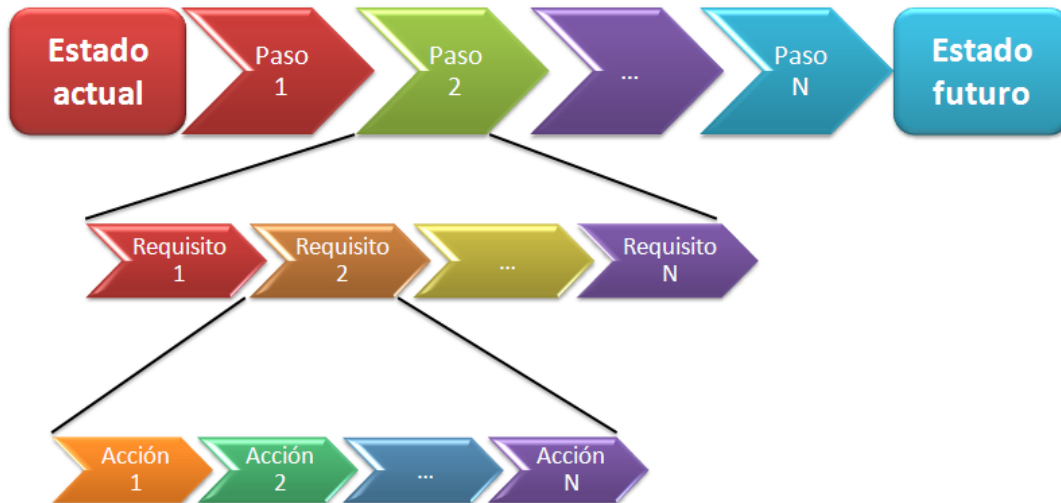 Estado
actual
Paso
1
Paso
2
...
Paso
N
Estado
futuro
Requisito
1
Requisito
2
...
Requisito
N
Acción
1
Acción
2
...
Acción
N